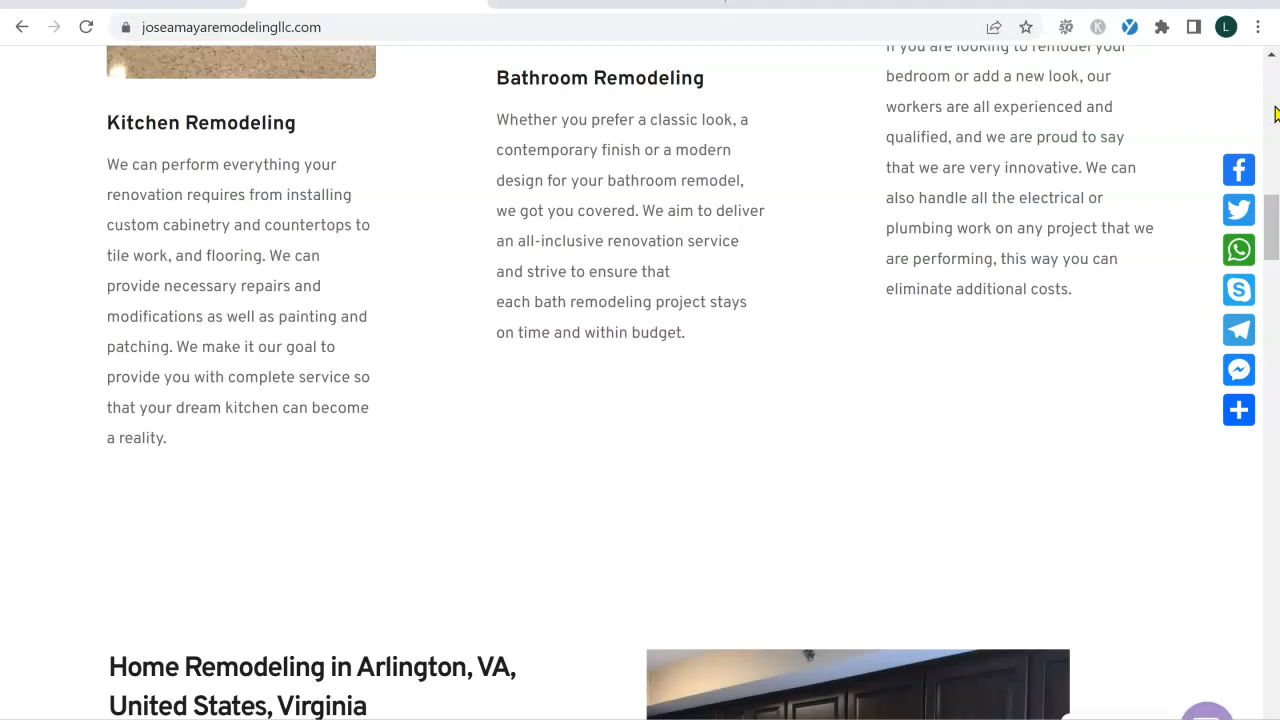 joseamayaremodelingllc.com
L
Kitchen Remodeling
We can perform everything your
renovation requires from installing
custom cabinetry and countertops to
tile work, and flooring. We can
provide necessary repairs and
modifications as well as painting and
patching. We make it our goal to
provide you with complete service so
that your dream kitchen can become
a reality.
Bathroom Remodeling
Whether you prefer a classic look, a
contemporary finish or a modern
design for your bathroom remodel,
we got you covered. We aim to deliver
an all-inclusive renovation service
and strive to ensure that
each bath remodeling project stays
on time and within budget.
If you are looking to remodel your
bedroom or add a new look, our
workers are all experienced and
qualified, and we are proud to say
that we are very innovative. We can
also handle all the electrical or
plumbing work on any project that we
are performing, this way you can
eliminate additional costs.
Home Remodeling in Arlington, VA,
United States, Virginia